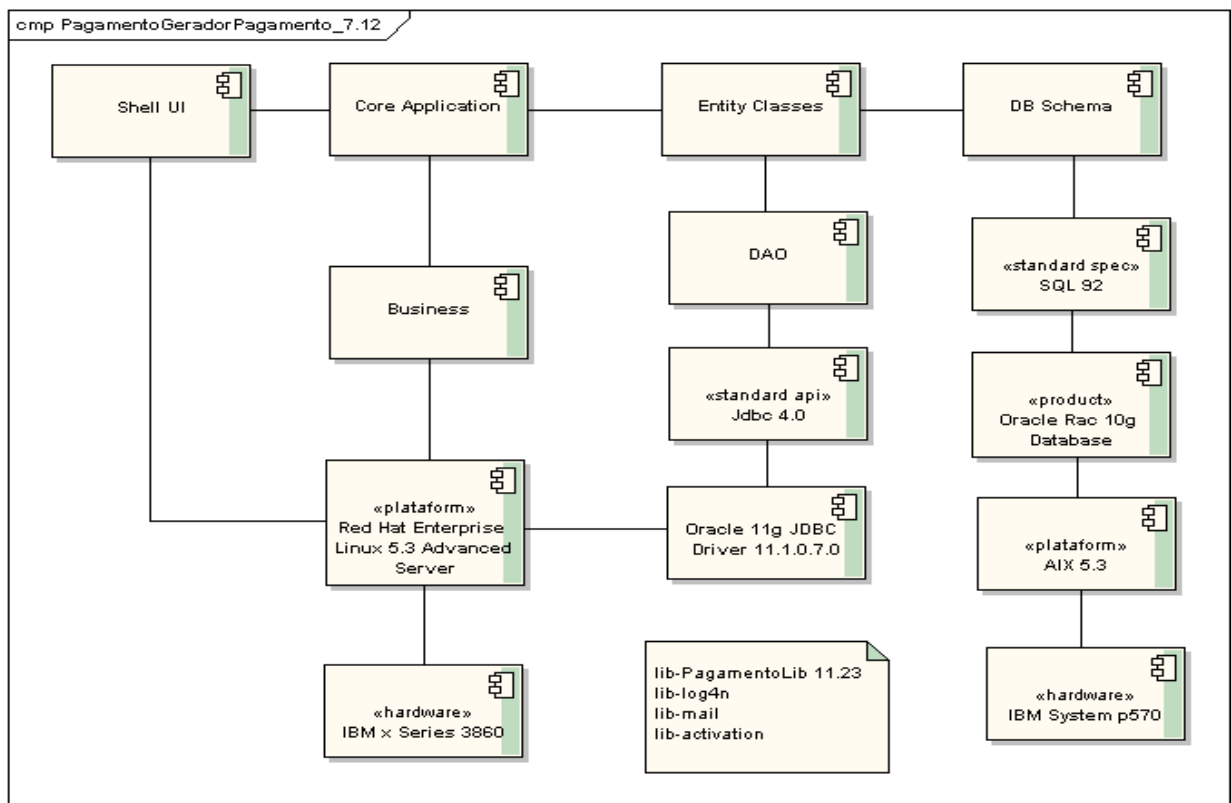 cmp PagamentoGeradorPagamento_7.12
Shell UI
Core Application
Entity Classes
DB Schema
DAO
«standard spec»
SQL 92
Business
«standard api»
Jdbc 4.0
«product»
Oracle Rac 10g
Database
«plataform»
Red Hat Enterprise
Linux 5.3 Advanced
Server
Oracle 11g JDBC
Driver 11.1.0.7.0
«plataform»
AIX 5.3
lib-PagamentoLib 11.23
lib-log4n
lib-mail
lib-activation
«hardware»
IBM x Series 3860
«hardware»
IBM System p570